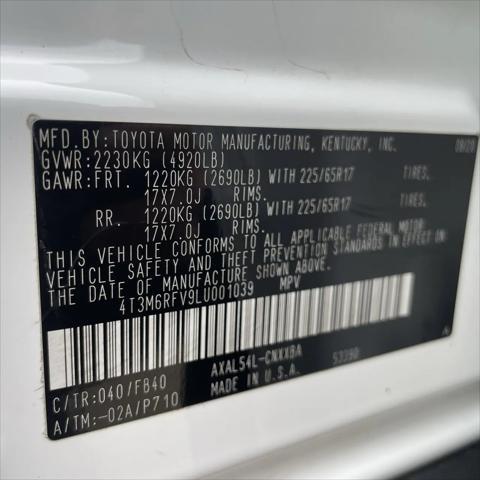 MFD.BY:TOYOTA MOTOR MANUFACTURING, KENTUCKY, INC. 08/20
GVWR:2230KG (4920LB)
GAWR:FRT. 1220KG (2690LB) WITH 225/65R17 TIRES.
17X7.0J RIMS.
RR. 1220KG (2690LB) WITH 225/65R17 TIRES.
17X7.0J RIMS.
THIS VEHICLE CONFORMS TO ALL APPLICABLE FEDERAL MOTOR
VEHICLE SAFETY AND THEFT PREVENTION STANDARDS IN EFFECT ON
THE DATE OF MANUFACTURE SHOWN ABOVE.
4T3M6RFV9LU001039 MPV
C/TR:040/FB40 AXAL54L-CNXXBA 53390
A/TM:-02A/P710 MADE IN U.S.A. A